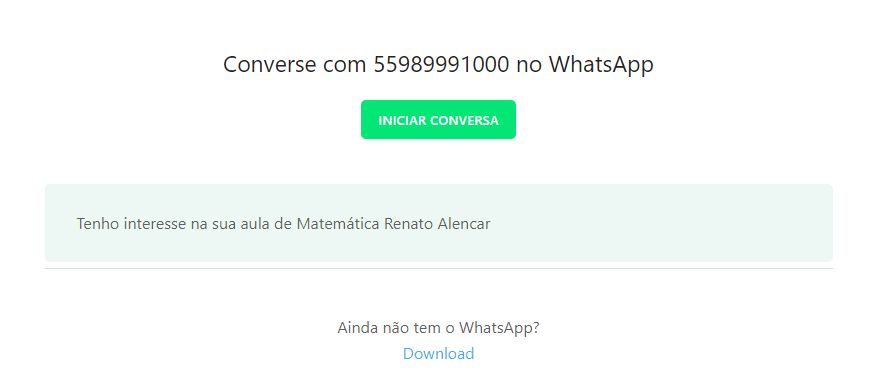 Converse com 55989991000 no WhatsApp
INICIAR CONVERSA
Tenho interesse na sua aula de Matemática Renato Alencar
Ainda não tem o WhatsApp?
Download